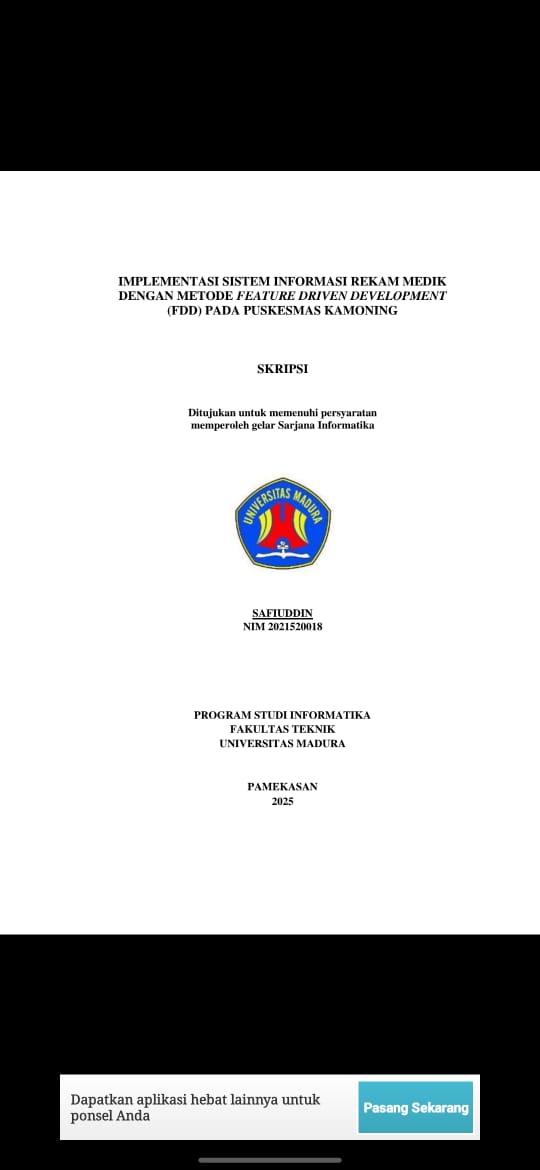 IMPLEMENTASI SISTEM INFORMASI REKAM MEDIK
DENGAN METODE FEATURE DRIVEN DEVELOPMENT
(FDD) PADA PUSKESMAS KAMONING
SKRIPSI
Ditujukan untuk memenuhi persyaratan
memperoleh gelar Sarjana Informatika
UNIVERSITAS MADURA
SAFIUDDIN
NIM 2021520018
PROGRAM STUDI INFORMATIKA
FAKULTAS TEKNIK
UNIVERSITAS MADURA
PAMEKASAN
2025
Dapatkan aplikasi hebat lainnya untuk
ponsel Anda
Pasang Sekarang